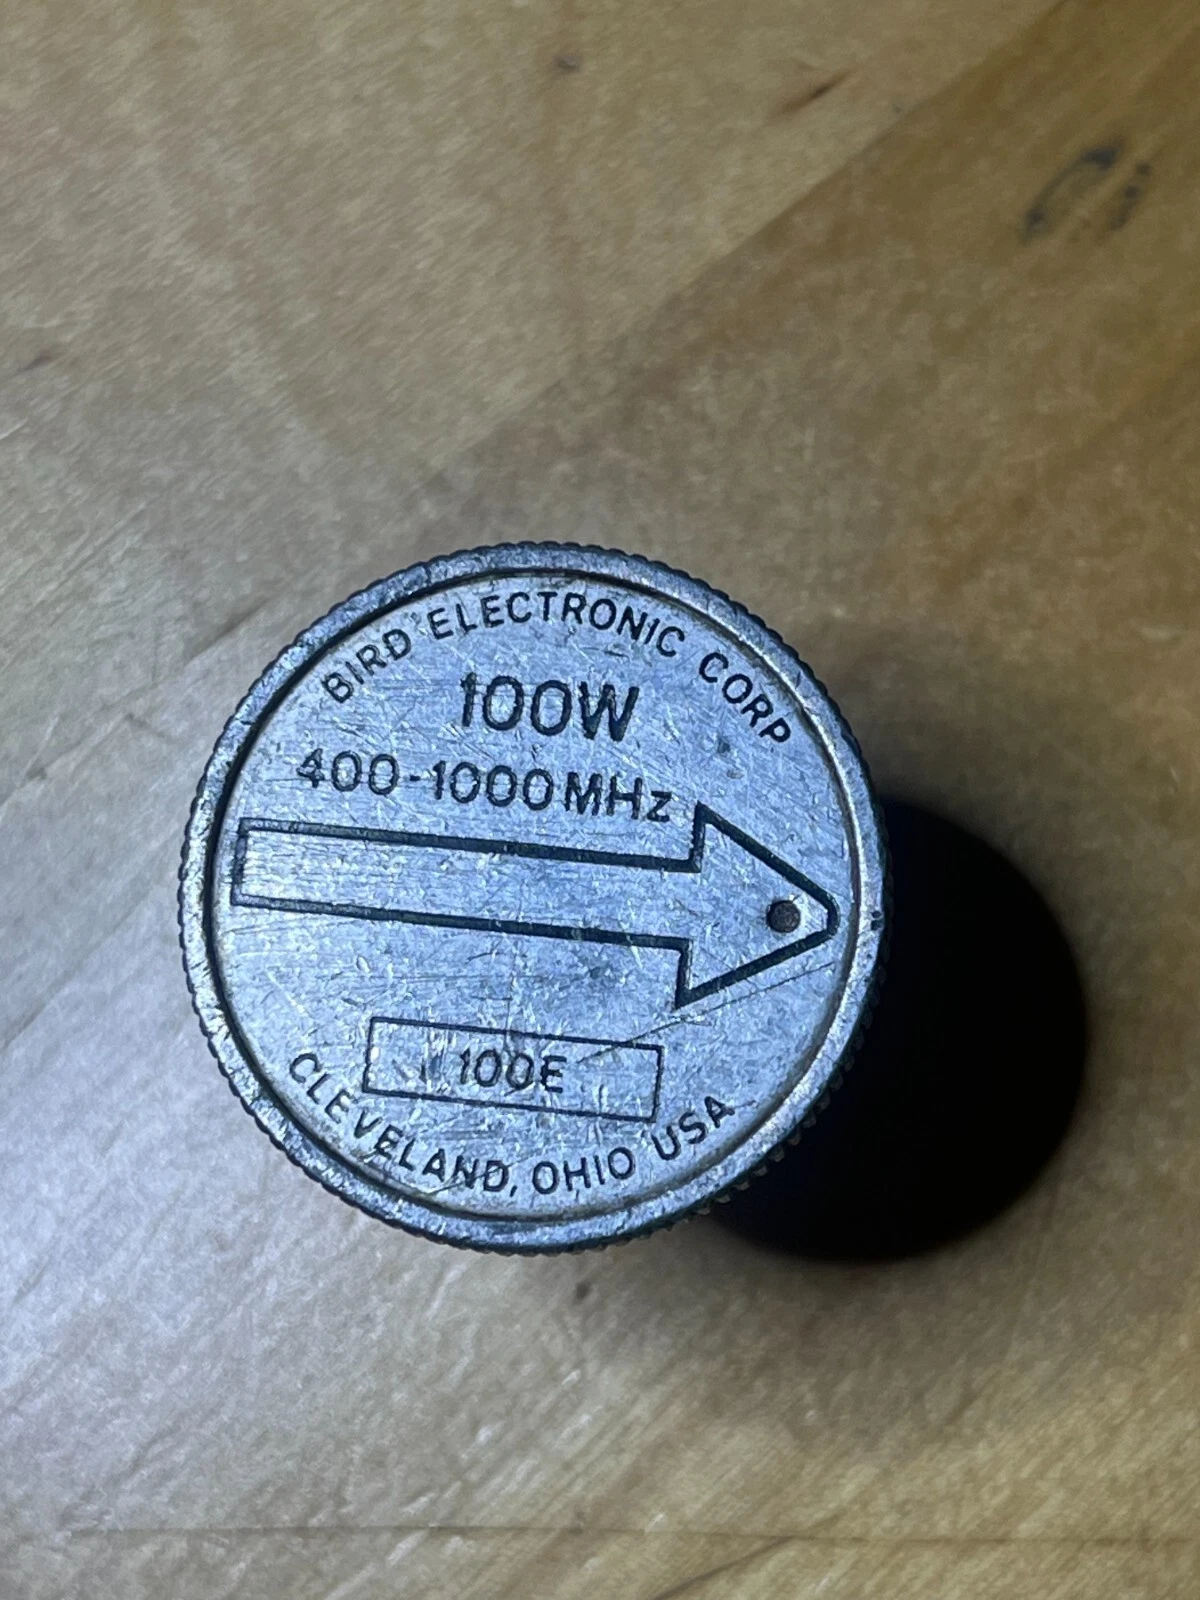 BIRD ELECTRONIC CORP
100W
400-1000MHz
100E
CLEVELAND, OHIO USA